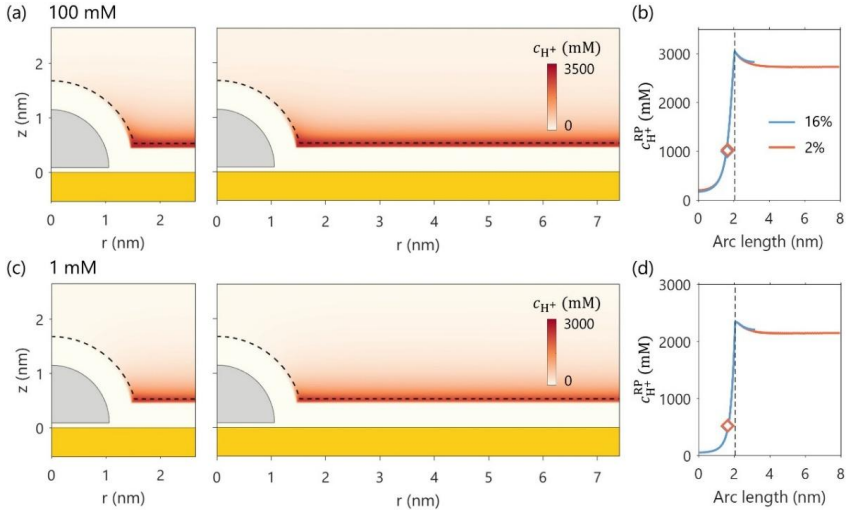 (a) 100 mM
c_H+ (mM)
3500
0
2
1
0
z (nm)
0 1 2
r (nm)
0 1 2 3 4 5 6 7
r (nm)
(b)
c_H+^RP (mM)
3000
2000
1000
0
16%
2%
0 2 4 6 8
Arc length (nm)
(c) 1 mM
c_H+ (mM)
3000
0
2
1
0
z (nm)
0 1 2
r (nm)
0 1 2 3 4 5 6 7
r (nm)
(d)
c_H+^RP (mM)
3000
2000
1000
0
0 2 4 6 8
Arc length (nm)